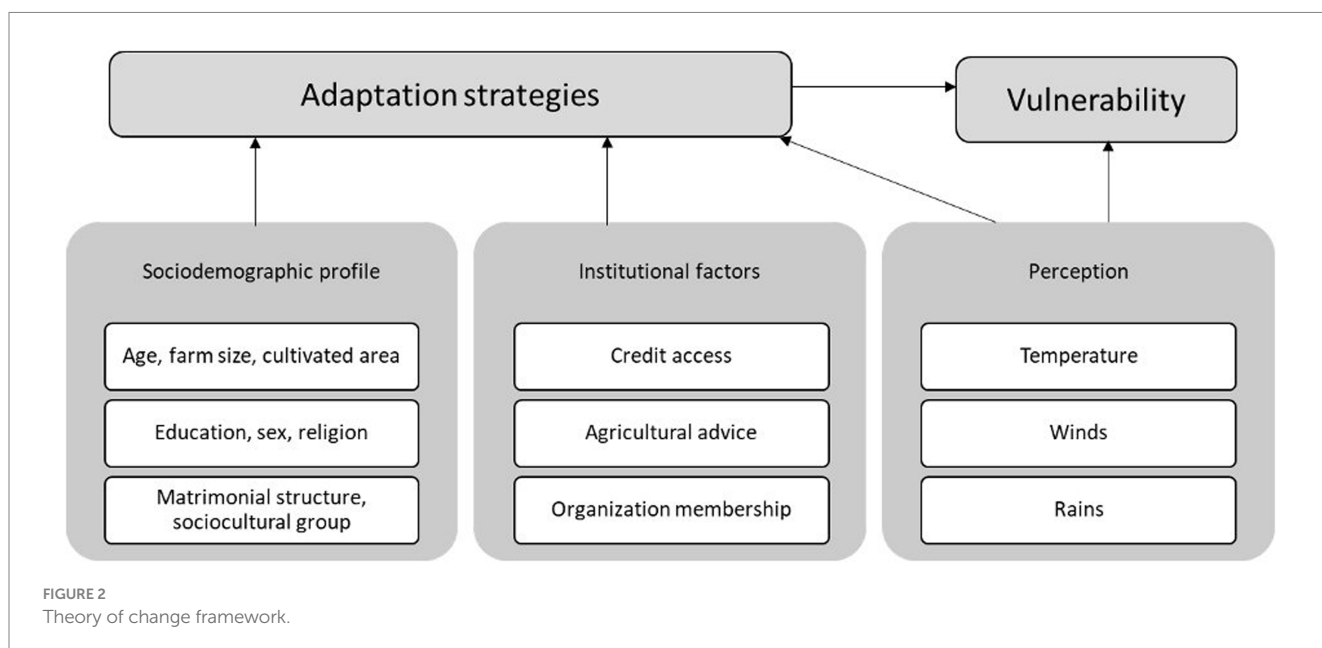 Adaptation strategies
Vulnerability
Sociodemographic profile
Age, farm size, cultivated area
Education, sex, religion
Matrimonial structure,
sociocultural group
Institutional factors
Credit access
Agricultural advice
Organization membership
Perception
Temperature
Winds
Rains
FIGURE 2
Theory of change framework.